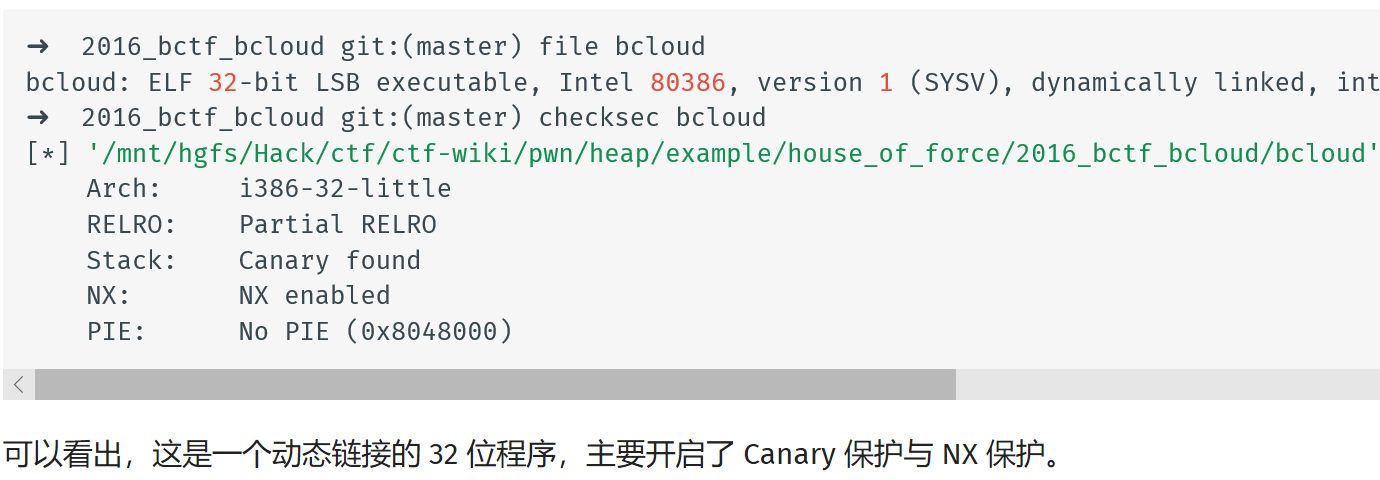 ➜  2016_bctf_bcloud git:(master) file bcloud
bcloud: ELF 32-bit LSB executable, Intel 80386, version 1 (SYSV), dynamically linked, int
➜  2016_bctf_bcloud git:(master) checksec bcloud
[*] '/mnt/hgfs/Hack/ctf/ctf-wiki/pwn/heap/example/house_of_force/2016_bctf_bcloud/bcloud'
    Arch:     i386-32-little
    RELRO:    Partial RELRO
    Stack:    Canary found
    NX:       NX enabled
    PIE:      No PIE (0x8048000)
可以看出，这是一个动态链接的 32 位程序，主要开启了 Canary 保护与 NX 保护。